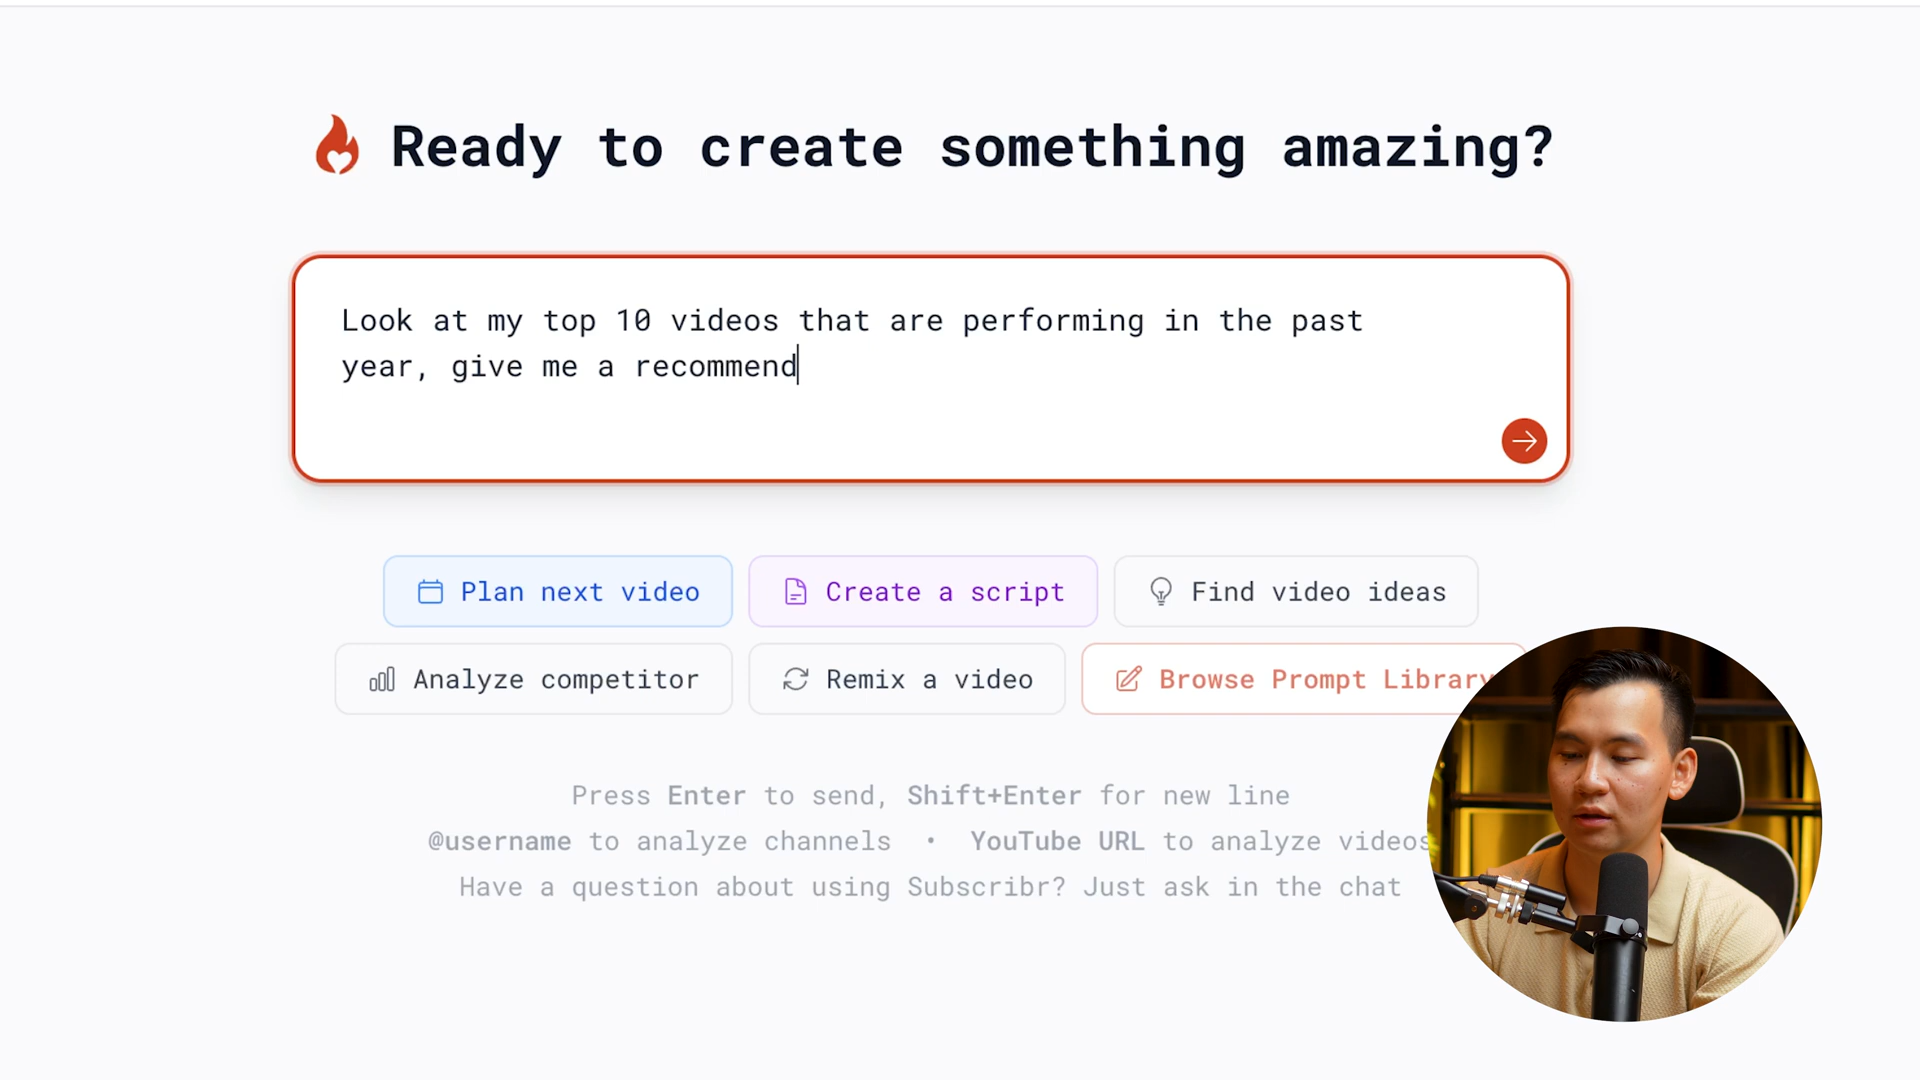 Ready to create something amazing?
Look at my top 10 videos that are performing in the past
year, give me a recommend
Plan next video
Create a script
Find video ideas
Analyze competitor
Remix a video
Browse Prompt Library
Press Enter to send, Shift+Enter for new line
@username to analyze channels • YouTube URL to analyze videos
Have a question about using Subscribr? Just ask in the chat